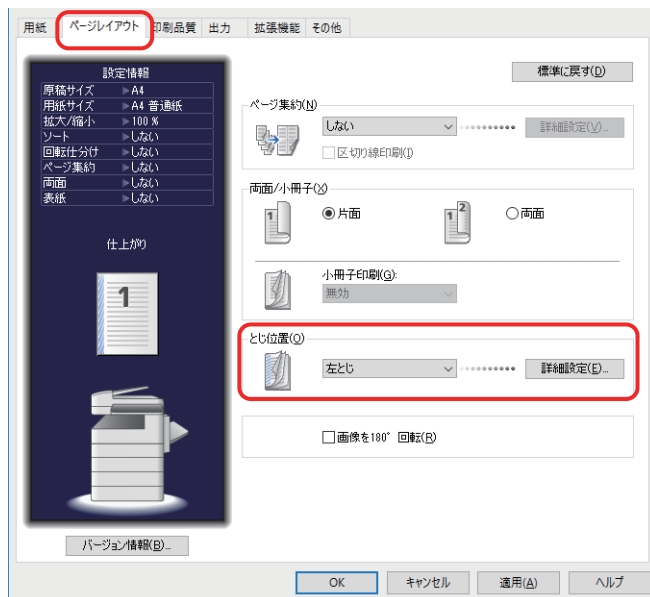 用紙 ページレイアウト 印刷品質 出力 拡張機能 その他
標準に戻す(D)
設定情報
原稿サイズ ▶A4
用紙サイズ ▶A4 普通紙
拡大/縮小 ▶100 %
ソート ▶しない
回転仕分け ▶しない
ページ集約 ▶しない
両面 ▶しない
表紙 ▶しない
仕上がり
1
バージョン情報(B)...
ページ集約(N)
しない 詳細設定(V)...
区切り線印刷(I)
両面/小冊子(X)
1 片面 1 2 両面
小冊子印刷(G):
無効
とじ位置(O)
左とじ 詳細設定(E)...
画像を180° 回転(R)
OK キャンセル 適用(A) ヘルプ